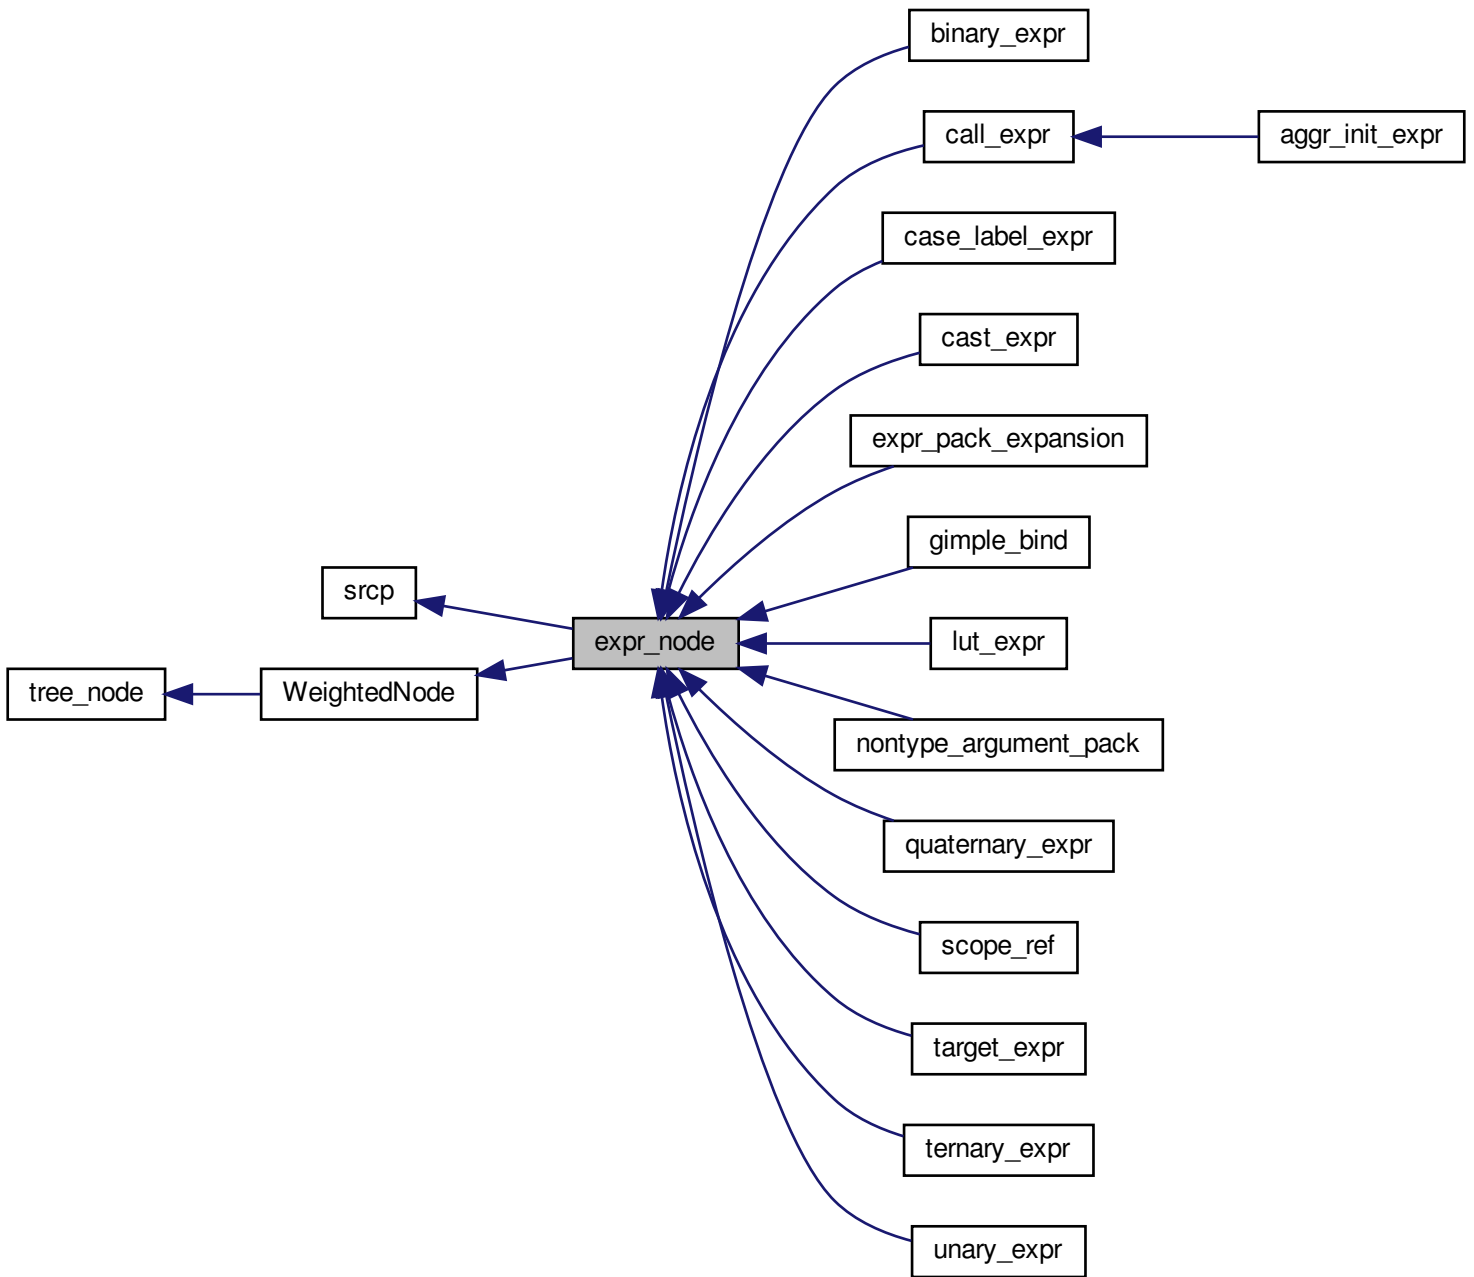 binary_expr
call_expr
aggr_init_expr
case_label_expr
cast_expr
expr_pack_expansion
gimple_bind
srcp
expr_node
lut_expr
tree_node
WeightedNode
nontype_argument_pack
quaternary_expr
scope_ref
target_expr
ternary_expr
unary_expr